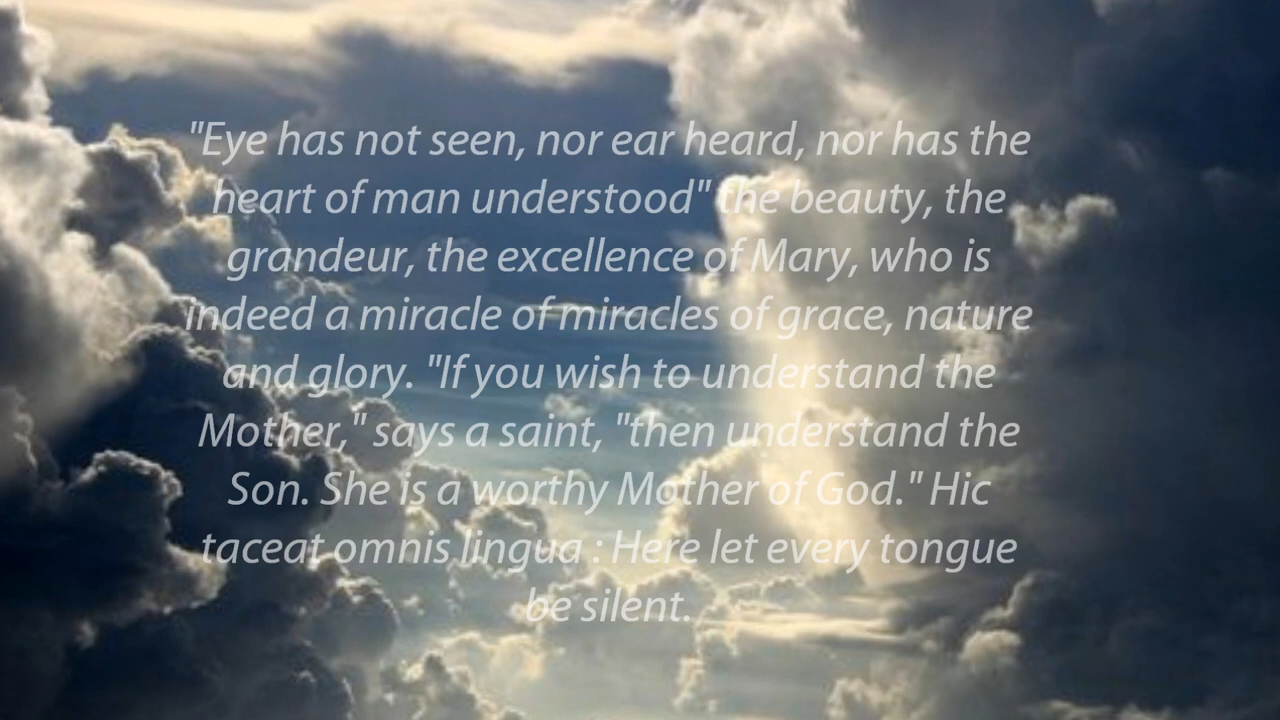 "Eye has not seen, nor ear heard, nor has the
heart of man understood" the beauty, the
grandeur, the excellence of Mary, who is
indeed a miracle of miracles of grace, nature
and glory. "If you wish to understand the
Mother," says a saint, "then understand the
Son. She is a worthy Mother of God." Hic
taceat omnis lingua : Here let every tongue
be silent.